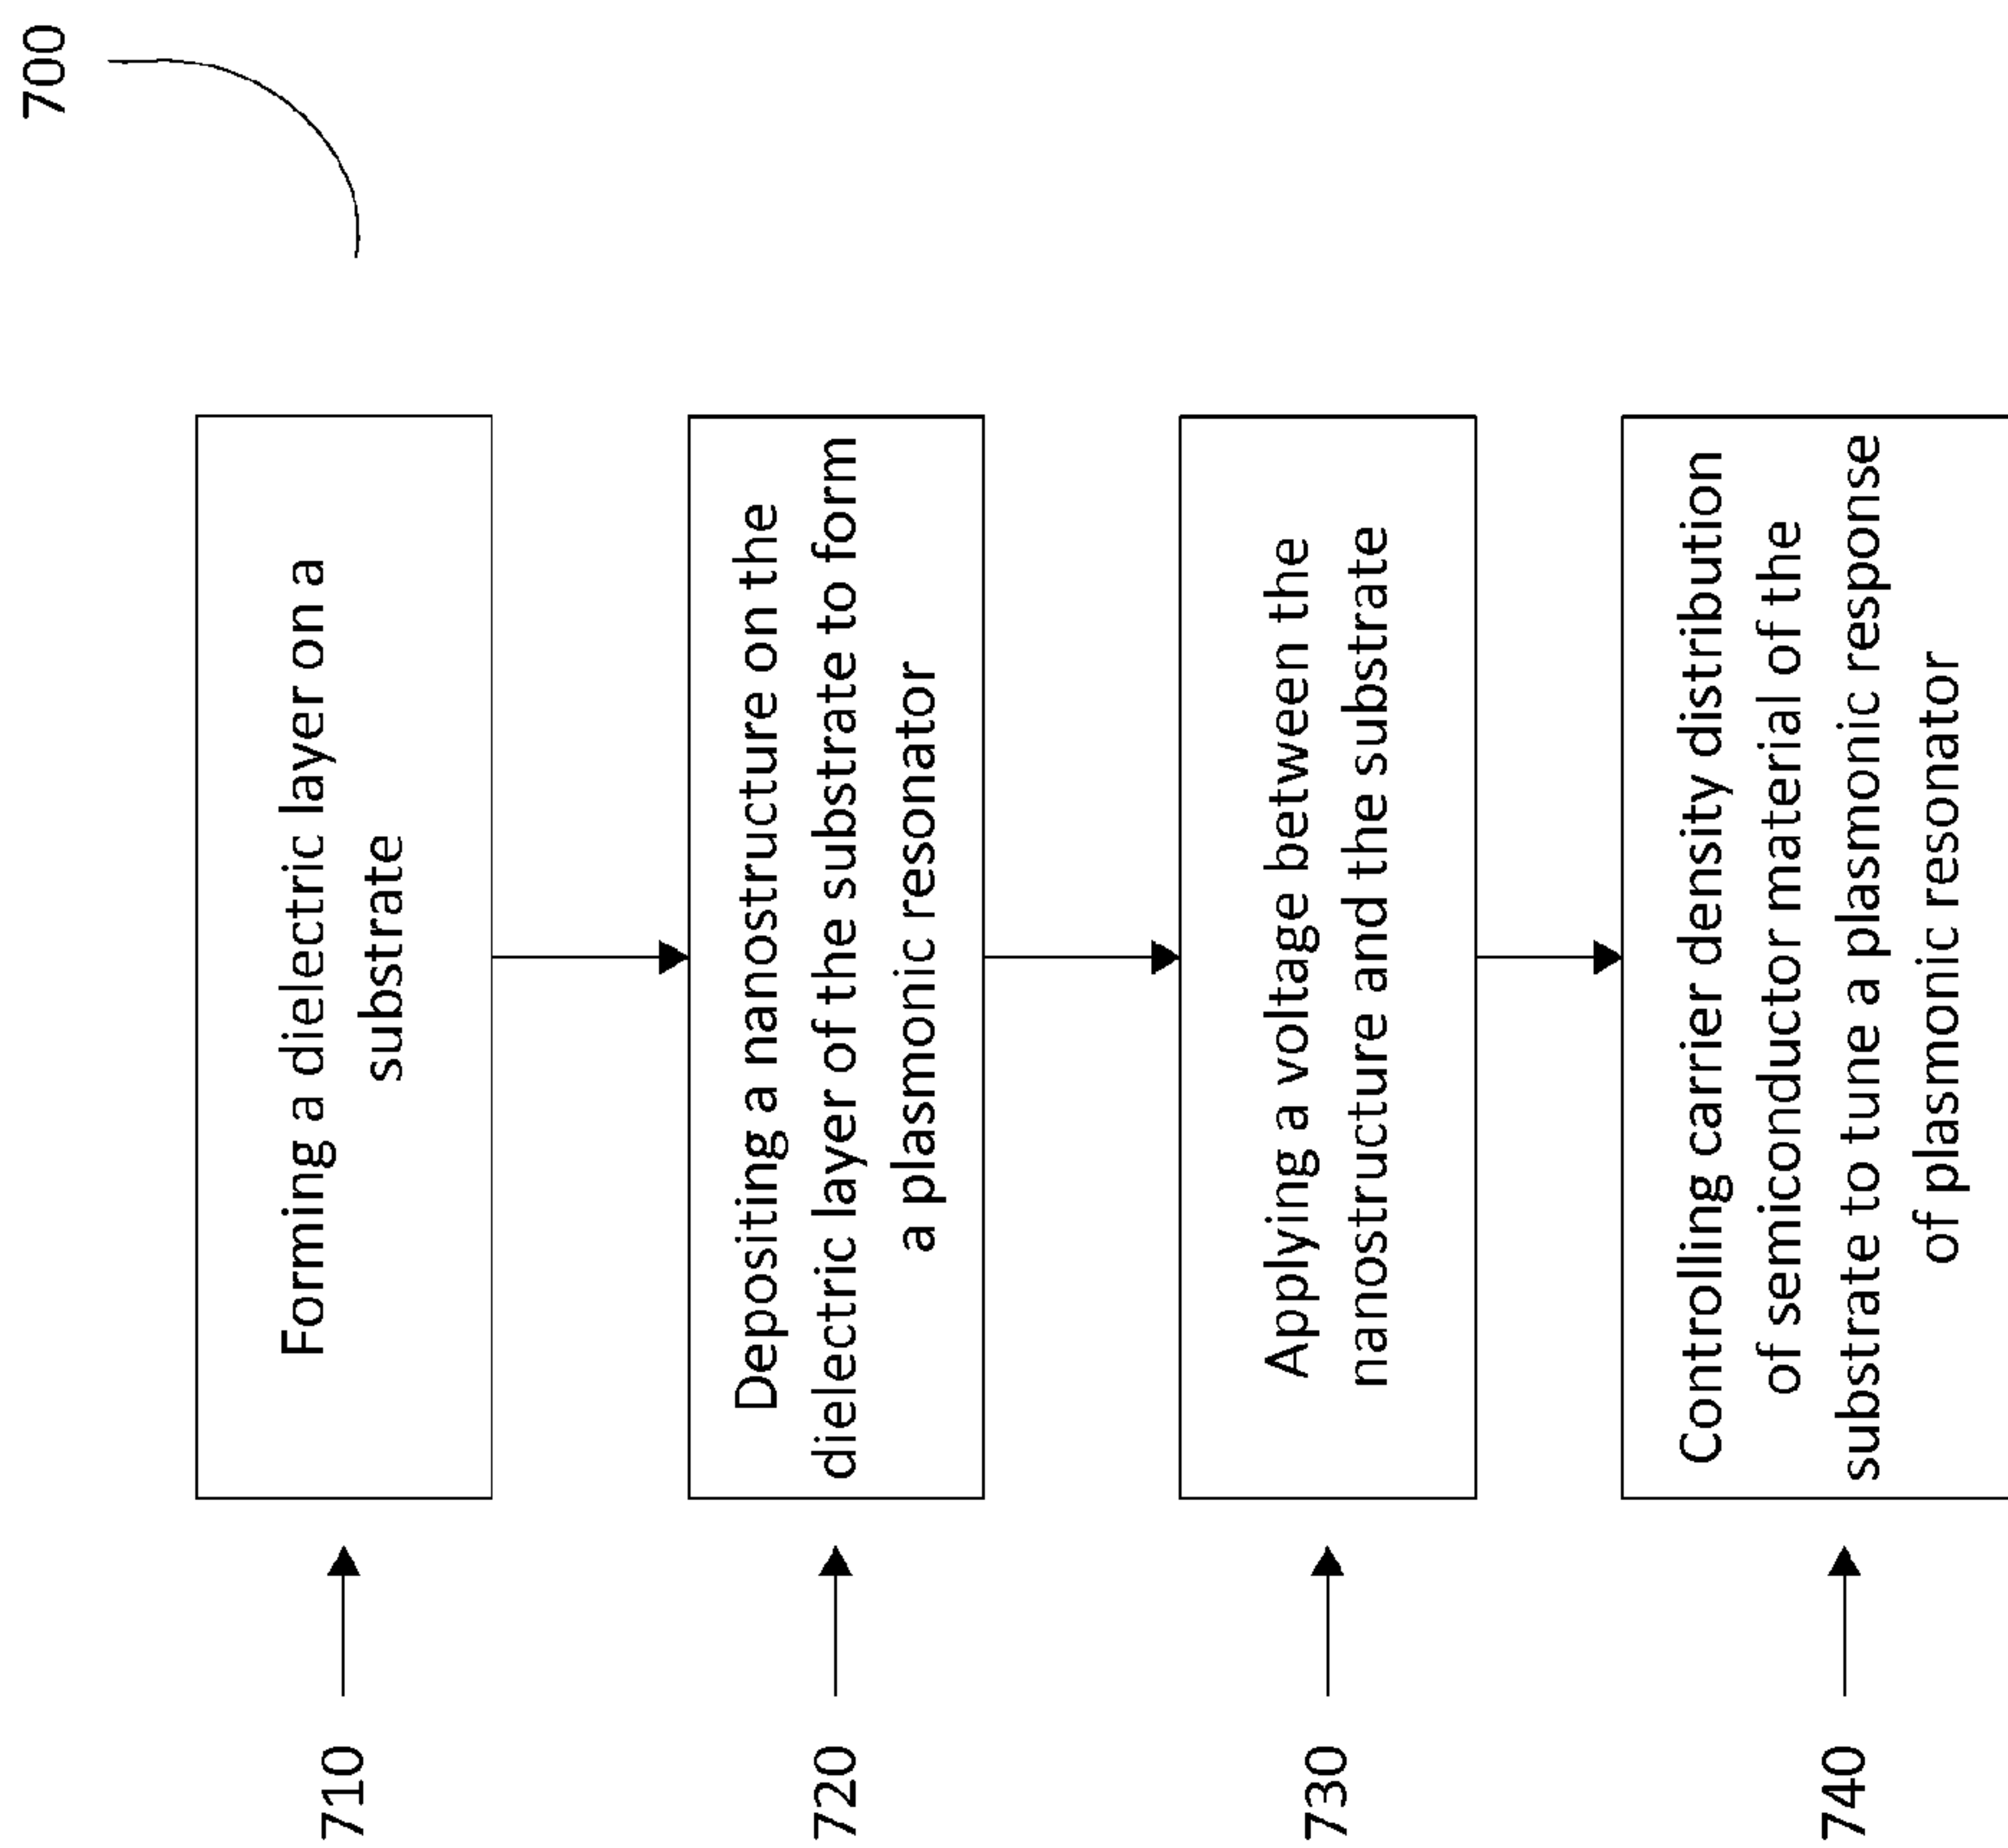 700
710
Forming a dielectric layer on a
substrate
720
Depositing a nanostructure on the
dielectric layer of the substrate to form
a plasmonic resonator
730
Applying a voltage between the
nanostructure and the substrate
740
Controlling carrier density distribution
of semiconductor material of the
substrate to tune a plasmonic response
of plasmonic resonator